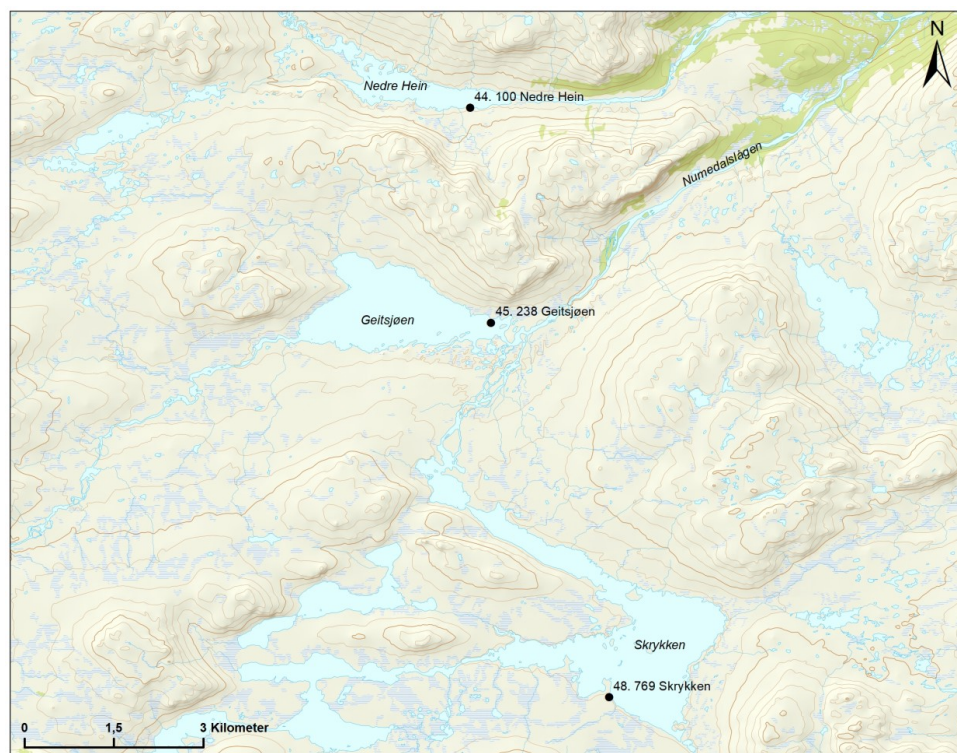 N
Nedre Hein
44. 100 Nedre Hein
Numedalslågen
45. 238 Geitsjøen
Geitsjøen
Skrykken
48. 769 Skrykken
0 1,5 3 Kilometer